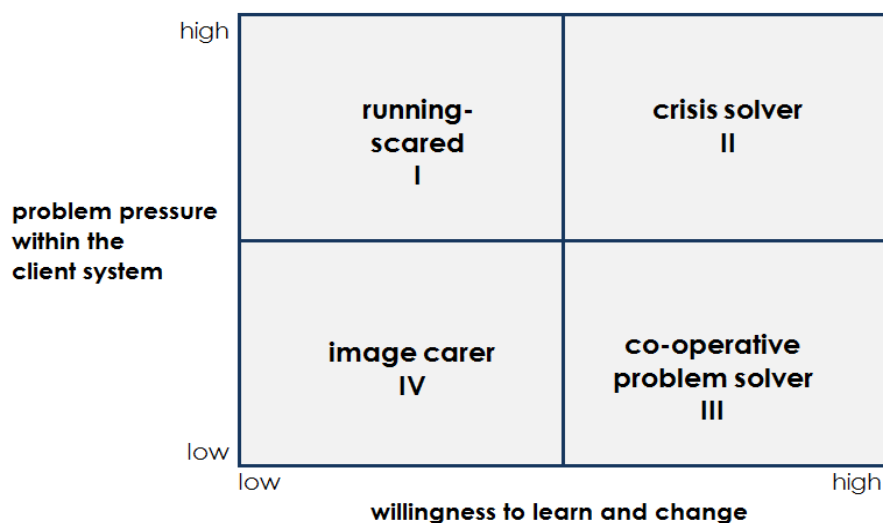 high
running-
scared
I
crisis solver
II
problem pressure
within the
client system
image carer
IV
co-operative
problem solver
III
low
low
high
willingness to learn and change